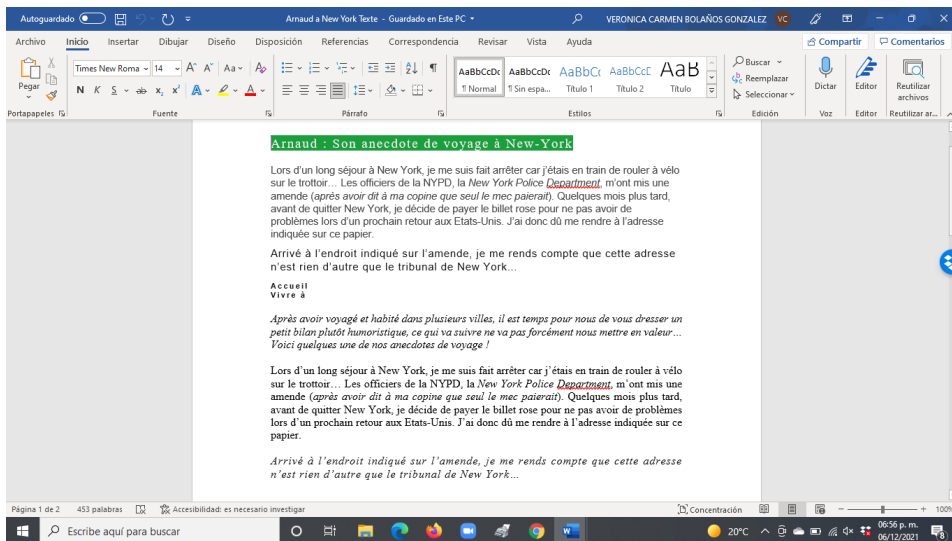 Autoguardado
Arnaud a New York Texte - Guardado en Este PC
VERONICA CARMEN BOLAÑOS GONZALEZ VC
Archivo Inicio Insertar Dibujar Diseño Disposición Referencias Correspondencia Revisar Vista Ayuda Compartir Comentarios
Pegar
Times New Roma 14 A^ A˅ Aa A
N K S ab x₂ x² A A
AaBbCcDc AaBbCcDc AaBbCc AaBbCcD AaB
¶ Normal ¶ Sin espa... Título 1 Título 2 Título
Buscar
Reemplazar
Seleccionar
Dictar Editor Reutilizar archivos
Portapapeles Fuente Párrafo Estilos Edición Voz Editor Reutilizar ar...
Arnaud : Son anecdote de voyage à New-York
Lors d'un long séjour à New York, je me suis fait arrêter car j'étais en train de rouler à vélo
sur le trottoir… Les officiers de la NYPD, la New York Police Department, m'ont mis une
amende (après avoir dit à ma copine que seul le mec paierait). Quelques mois plus tard,
avant de quitter New York, je décide de payer le billet rose pour ne pas avoir de
problèmes lors d'un prochain retour aux Etats-Unis. J'ai donc dû me rendre à l'adresse
indiquée sur ce papier.
Arrivé à l'endroit indiqué sur l'amende, je me rends compte que cette adresse
n'est rien d'autre que le tribunal de New York…
Accueil
Vivre à
Après avoir voyagé et habité dans plusieurs villes, il est temps pour nous de vous dresser un
petit bilan plutôt humoristique, ce qui va suivre ne va pas forcément nous mettre en valeur…
Voici quelques une de nos anecdotes de voyage !
Lors d'un long séjour à New York, je me suis fait arrêter car j'étais en train de rouler à vélo
sur le trottoir… Les officiers de la NYPD, la New York Police Department, m'ont mis une
amende (après avoir dit à ma copine que seul le mec paierait). Quelques mois plus tard,
avant de quitter New York, je décide de payer le billet rose pour ne pas avoir de problèmes
lors d'un prochain retour aux Etats-Unis. J'ai donc dû me rendre à l'adresse indiquée sur ce
papier.
Arrivé à l'endroit indiqué sur l'amende, je me rends compte que cette adresse
n'est rien d'autre que le tribunal de New York…
Página 1 de 2 453 palabras Accesibilidad: es necesario investigar Concentración 100%
Escribe aquí para buscar
20°C
06:56 p. m.
06/12/2021